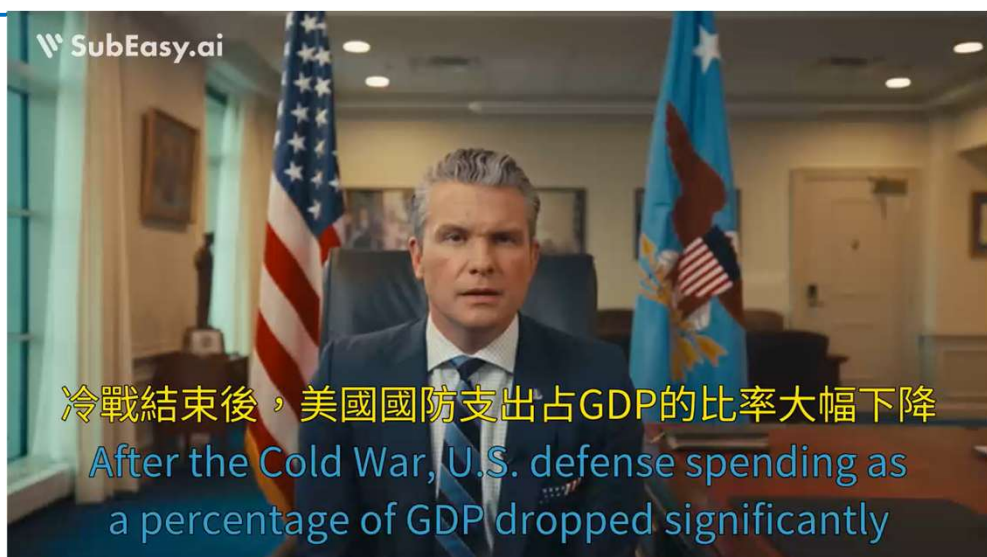 SubEasy.ai
冷戰結束後，美國國防支出占GDP的比率大幅下降
After the Cold War, U.S. defense spending as
a percentage of GDP dropped significantly